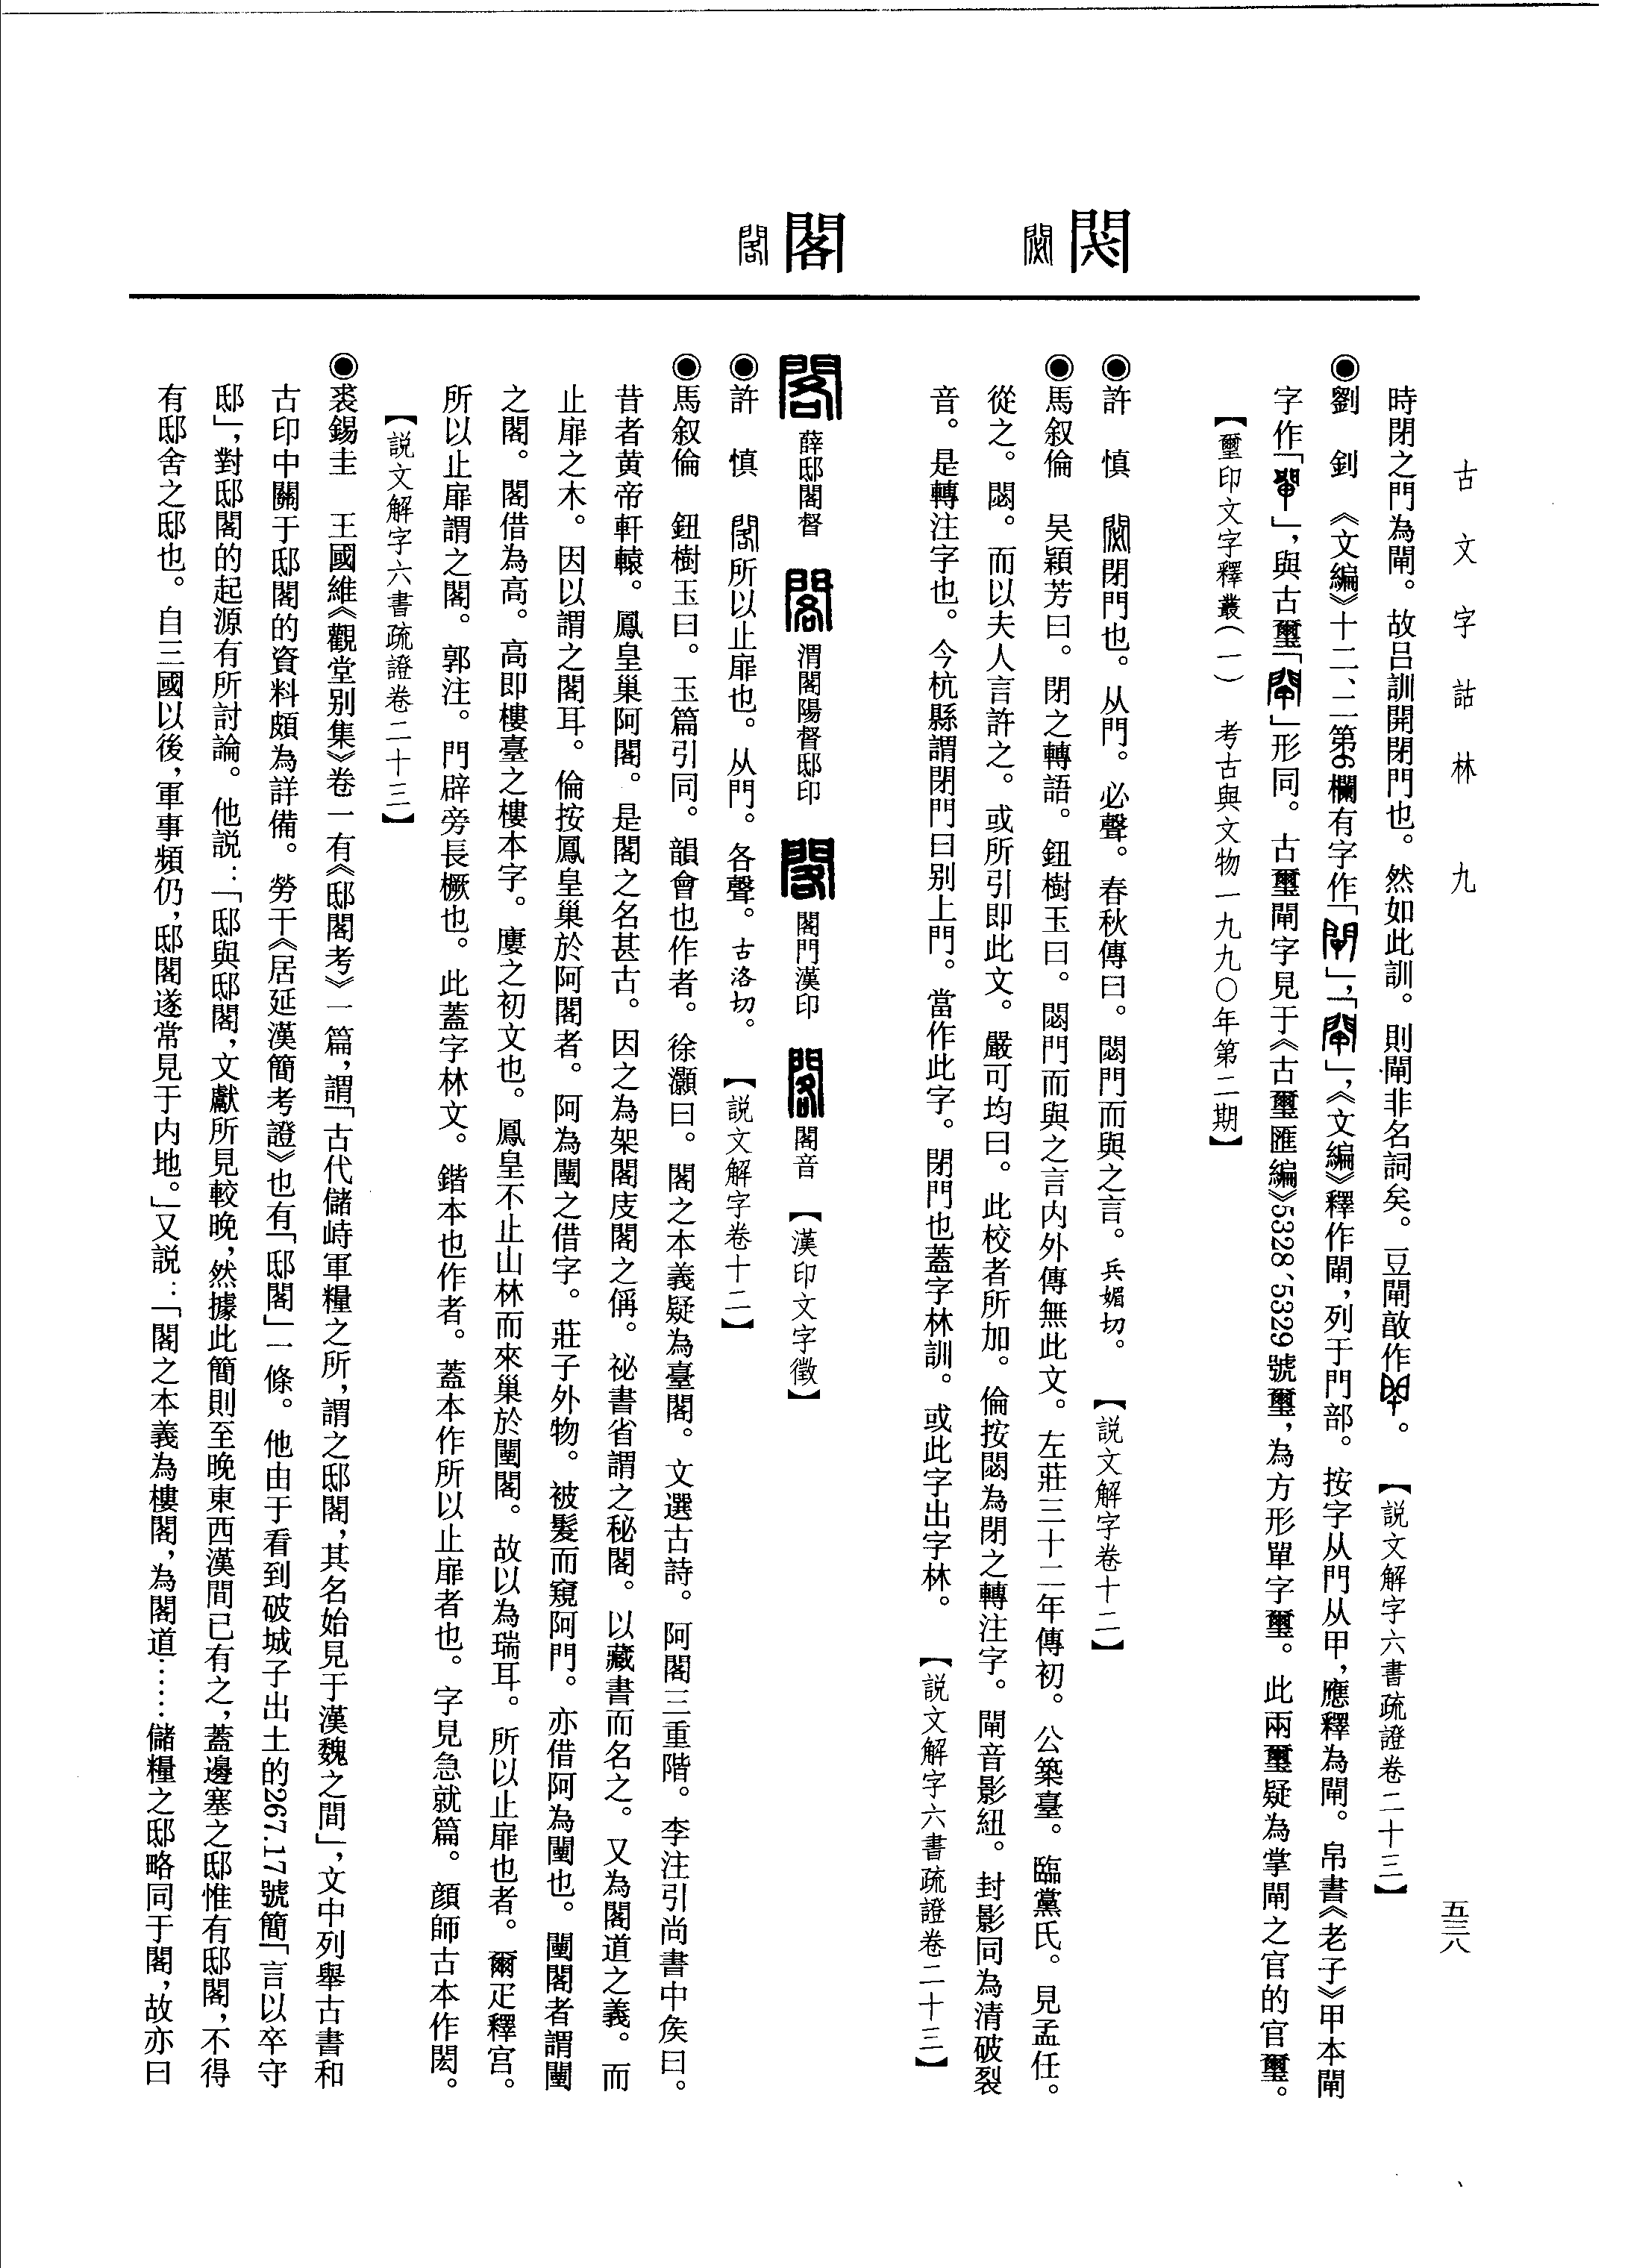 古文字詁林　九
五三八
時閉之門為閘。故吕訓開閉門也。然如此訓。則閘非名詞矣。豆閘敲作。【説文解字六書疏證卷二十三】
◉劉　釗　《文編》十二、二第6欄有字作「」，「」，《文編》釋作閘，列于門部。按字从門从甲，應釋為閘。帛書《老子》甲本閘
字作「」，與古璽「」形同。古璽閘字見于《古璽匯編》5328、5329號璽，為方形單字璽。此兩璽疑為掌閘之官的官璽。
【璽印文字釋叢（一）　考古與文物一九九〇年第二期】
閟
◉許　慎　閟閉門也。从門。必聲。春秋傳曰。閟門而與之言。兵媚切。【説文解字卷十二】
◉馬叙倫　吴穎芳曰。閉之轉語。鈕樹玉曰。閟門而與之言内外傳無此文。左莊三十二年傳初。公築臺。臨黨氏。見孟任。
從之。閟。而以夫人言許之。或所引即此文。嚴可均曰。此校者所加。倫按閟為閉之轉注字。閘音影紐。封影同為清破裂
音。是轉注字也。今杭縣謂閉門曰别上門。當作此字。閉門也蓋字林訓。或此字出字林。【説文解字六書疏證卷二十三】
閣
閣　薛邸閣督　閣　渭閣陽督邸印　閣　閣門漢印　閣　閣音　【漢印文字徵】
◉許　慎　閣所以止扉也。从門。各聲。古洛切。【説文解字卷十二】
◉馬叙倫　鈕樹玉曰。玉篇引同。韻會也作者。徐灝曰。閣之本義疑為臺閣。文選古詩。阿閣三重階。李注引尚書中矦曰。
昔者黄帝軒轅。鳳皇巢阿閣。是閣之名甚古。因之為架閣庋閣之偁。祕書省謂之秘閣。以藏書而名之。又為閣道之義。而
止扉之木。因以謂之閣耳。倫按鳳皇巢於阿閣者。阿為闉之借字。莊子外物。被髮而窺阿門。亦借阿為闉也。闉閣者謂闉
之閣。閣借為高。高即樓臺之樓本字。廔之初文也。鳳皇不止山林而來巢於闉閣。故以為瑞耳。所以止扉也者。爾疋釋宫。
所以止扉謂之閣。郭注。門辟旁長橛也。此蓋字林文。鍇本也作者。蓋本作所以止扉者也。字見急就篇。顔師古本作閎。
【説文解字六書疏證卷二十三】
◉裘錫圭　王國維《觀堂别集》卷一有《邸閣考》一篇，謂「古代儲峙軍糧之所，謂之邸閣，其名始見于漢魏之間」，文中列舉古書和
古印中關于邸閣的資料頗為詳備。勞干《居延漢簡考證》也有「邸閣」一條。他由于看到破城子出土的267.17號簡「言以卒守
邸」，對邸閣的起源有所討論。他説：「邸與邸閣，文獻所見較晚，然據此簡則至晚東西漢間已有之，蓋邊塞之邸惟有邸閣，不得
有邸舍之邸也。自三國以後，軍事頻仍，邸閣遂常見于内地。」又説：「閣之本義為樓閣，為閣道……儲糧之邸略同于閣，故亦曰